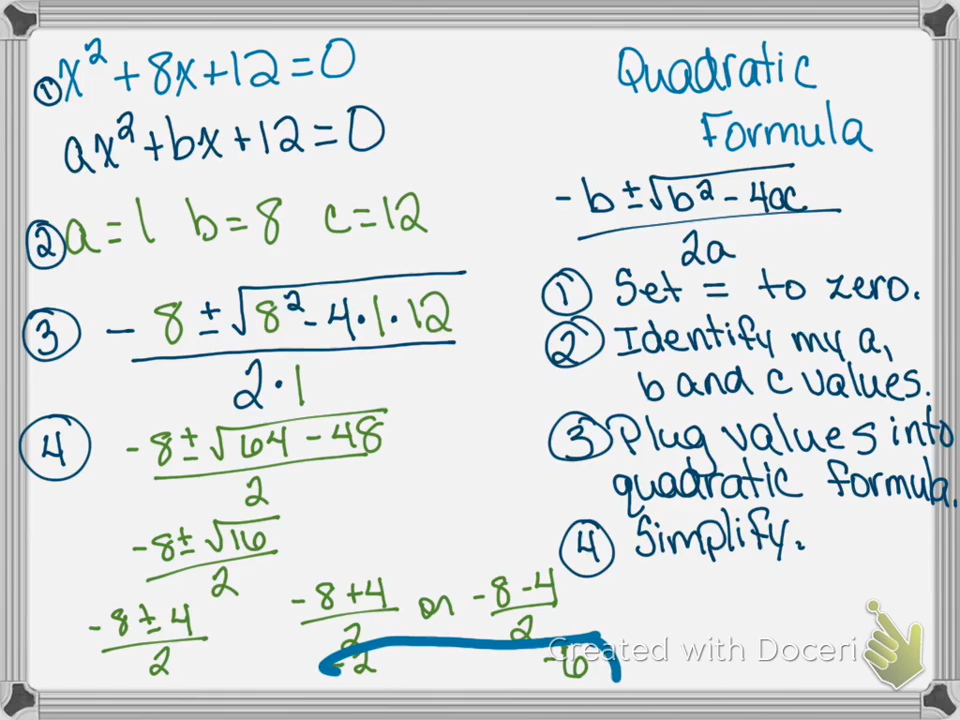 ① x² + 8x + 12 = 0
ax² + bx + 12 = 0
② a = 1 b = 8 c = 12
③ - 8 ± √8² - 4·1·12
2·1
④ -8 ± √64 - 48
2
-8 ± √16
2
-8 ± 4
2
-8 + 4 or -8 - 4
2 2
-2 -6
Quadratic
Formula
-b ± √b² - 4ac
2a
① Set = to zero.
② Identify my a,
b and c values.
③ Plug values into
quadratic formula.
④ Simplify.
Created with Doceri